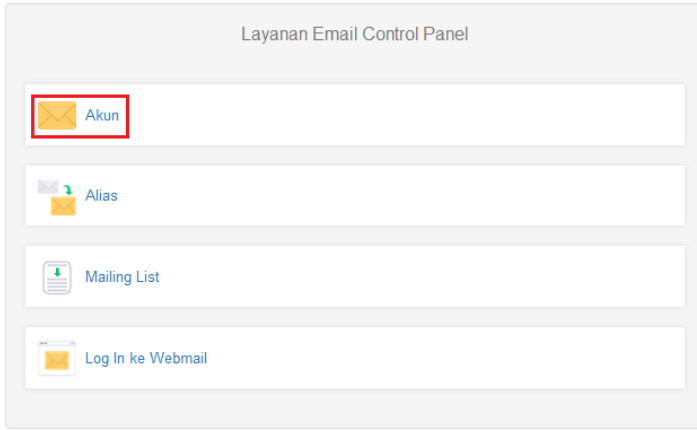 Layanan Email Control Panel
Akun
Alias
Mailing List
Log In ke Webmail